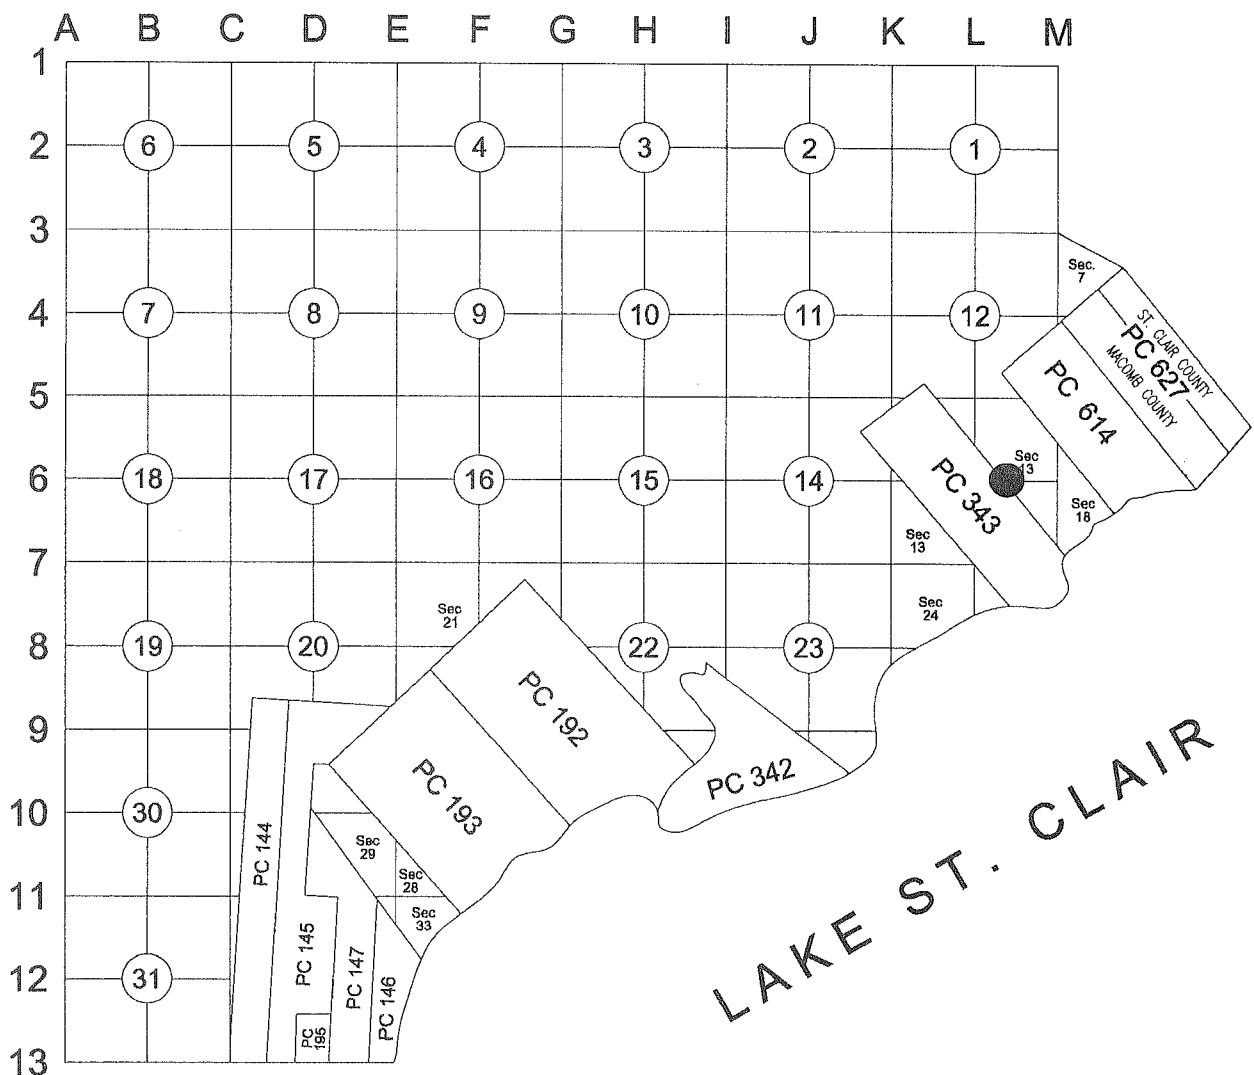 A B C D E F G H I J K L M
1
2
3
4
5
6
7
8
9
10
11
12
13
6
5
4
3
2
1
Sec.
7
7
8
9
10
11
12
ST. CLAIR COUNTY
PC 627
MACOMB COUNTY
PC 614
18
17
16
15
14
PC 343
Sec
13
Sec
18
Sec
13
Sec
21
Sec
24
19
20
22
23
PC 192
PC 193
PC 342
30
PC 144
Sec
29
Sec
28
Sec
33
31
PC 145
PC 147
PC 146
PC
195
LAKE ST. CLAIR